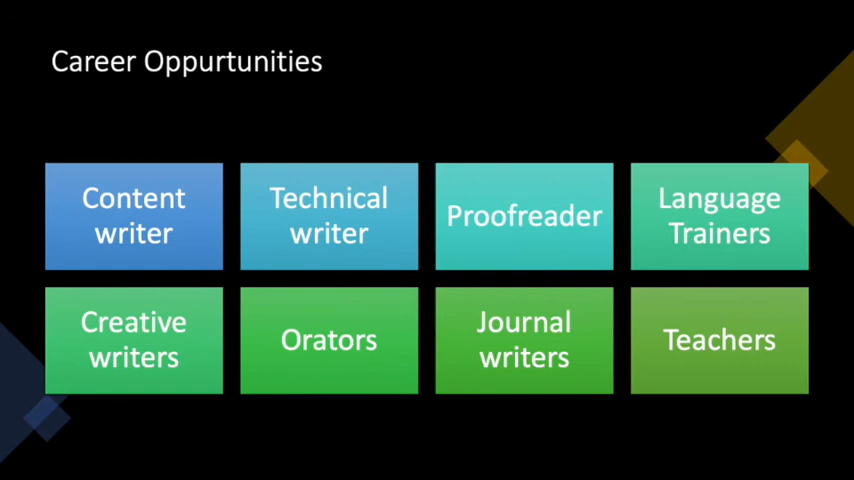 Career Oppurtunities
Content
writer
Technical
writer
Proofreader
Language
Trainers
Creative
writers
Orators
Journal
writers
Teachers